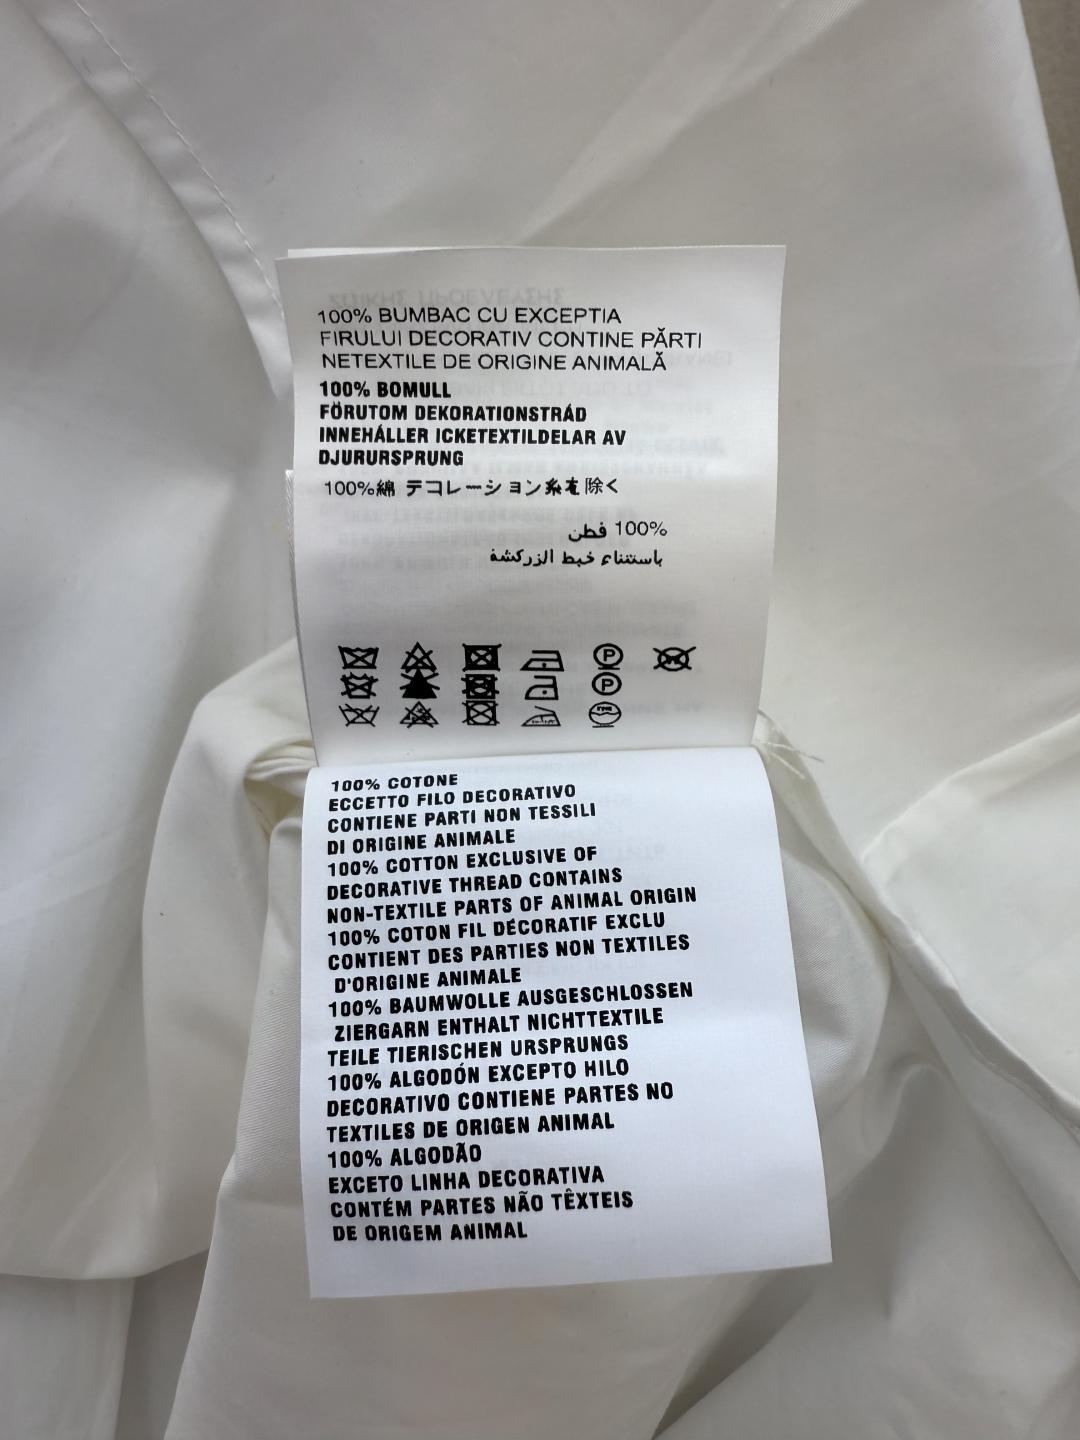 100% BUMBAC CU EXCEPTIA
FIRULUI DECORATIV CONTINE PĂRTI
NETEXTILE DE ORIGINE ANIMALĂ
100% BOMULL
FÖRUTOM DEKORATIONSTRÁD
INNEHÁLLER ICKETEXTILDELAR AV
DJURURSPRUNG
100%綿 デコレーション糸を除く
100% قطن
باستثناء خيط الزركشة
P
P
100% COTONE
ECCETTO FILO DECORATIVO
CONTIENE PARTI NON TESSILI
DI ORIGINE ANIMALE
100% COTTON EXCLUSIVE OF
DECORATIVE THREAD CONTAINS
NON-TEXTILE PARTS OF ANIMAL ORIGIN
100% COTON FIL DÉCORATIF EXCLU
CONTIENT DES PARTIES NON TEXTILES
D'ORIGINE ANIMALE
100% BAUMWOLLE AUSGESCHLOSSEN
ZIERGARN ENTHALT NICHTTEXTILE
TEILE TIERISCHEN URSPRUNGS
100% ALGODÓN EXCEPTO HILO
DECORATIVO CONTIENE PARTES NO
TEXTILES DE ORIGEN ANIMAL
100% ALGODÃO
EXCETO LINHA DECORATIVA
CONTÉM PARTES NÃO TÊXTEIS
DE ORIGEM ANIMAL